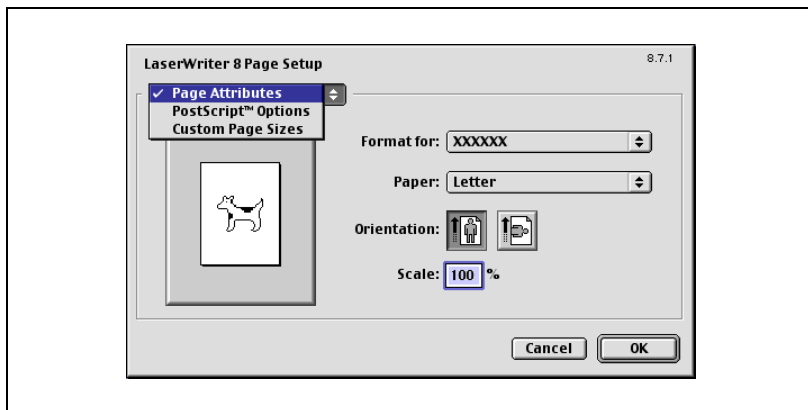 LaserWriter 8 Page Setup
8.7.1
✓ Page Attributes
PostScript™ Options
Custom Page Sizes
Format for: XXXXXX
Paper: Letter
Orientation:
Scale: 100 %
Cancel OK